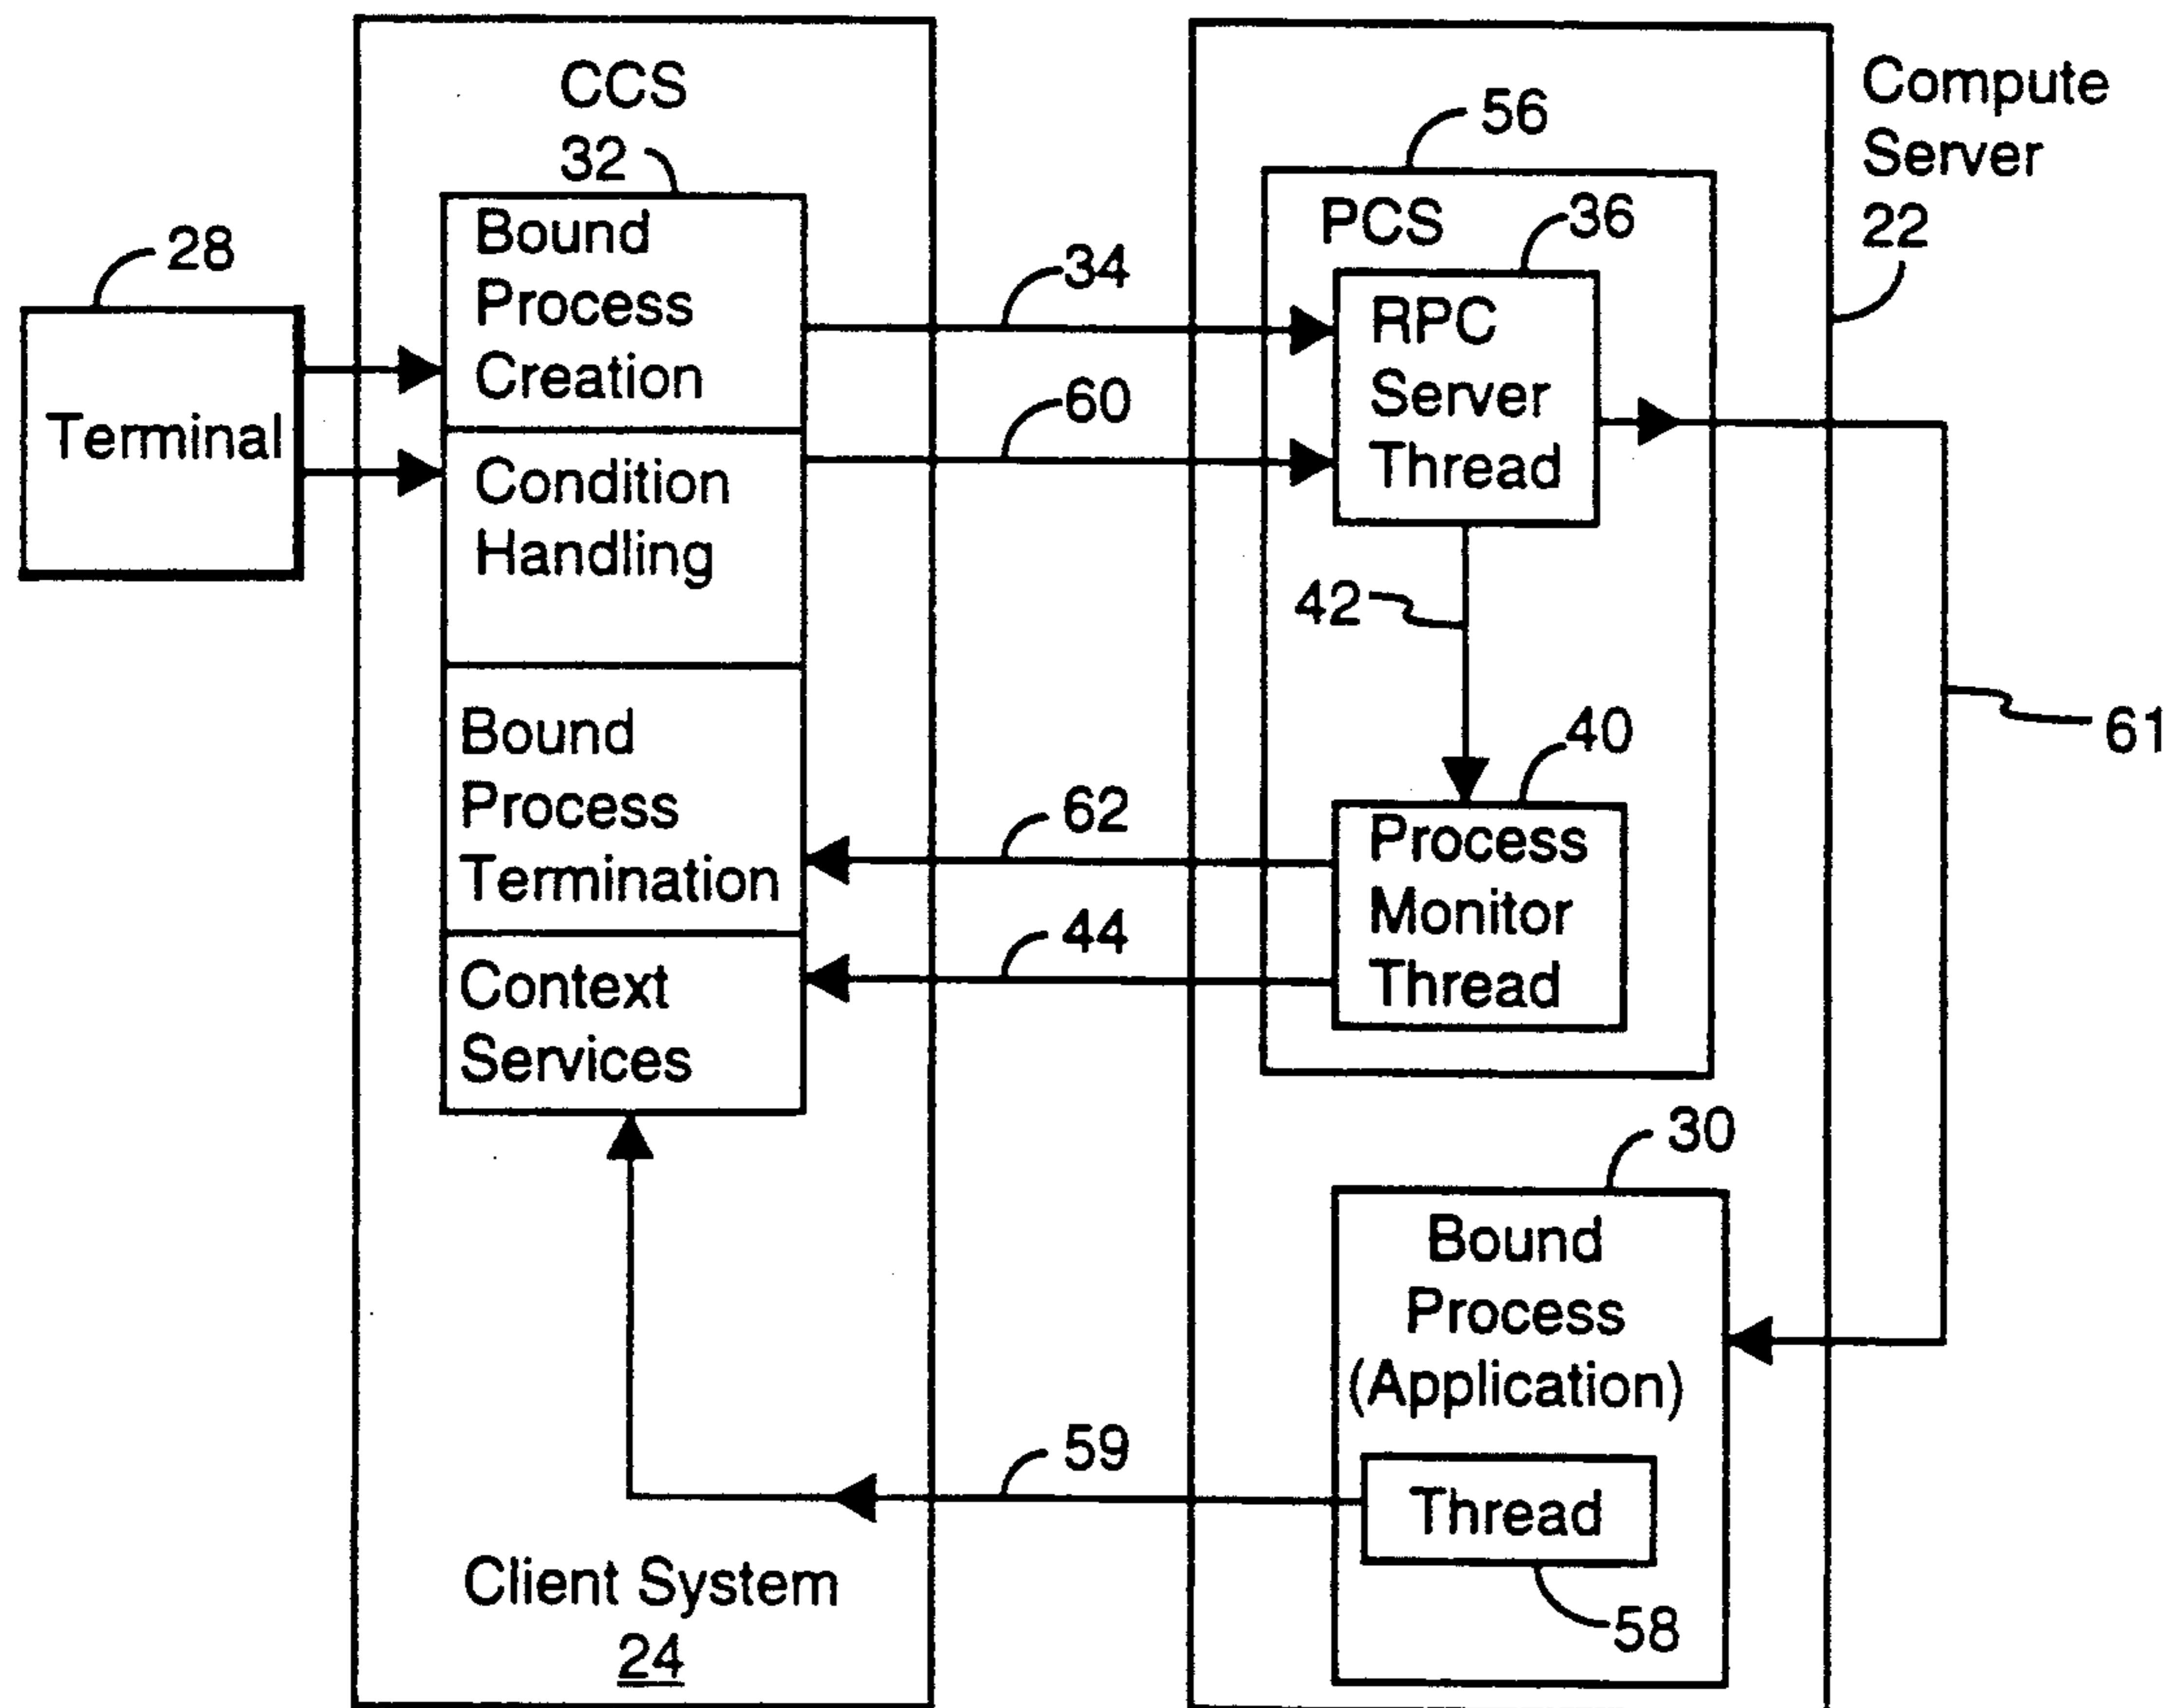 CCS
32
Bound
Process
Creation
Condition
Handling
Bound
Process
Termination
Context
Services
28
Terminal
34
60
62
44
59
Client System
24
56
PCS
36
RPC
Server
Thread
42
40
Process
Monitor
Thread
30
Bound
Process
(Application)
Thread
58
Compute
Server
22
61